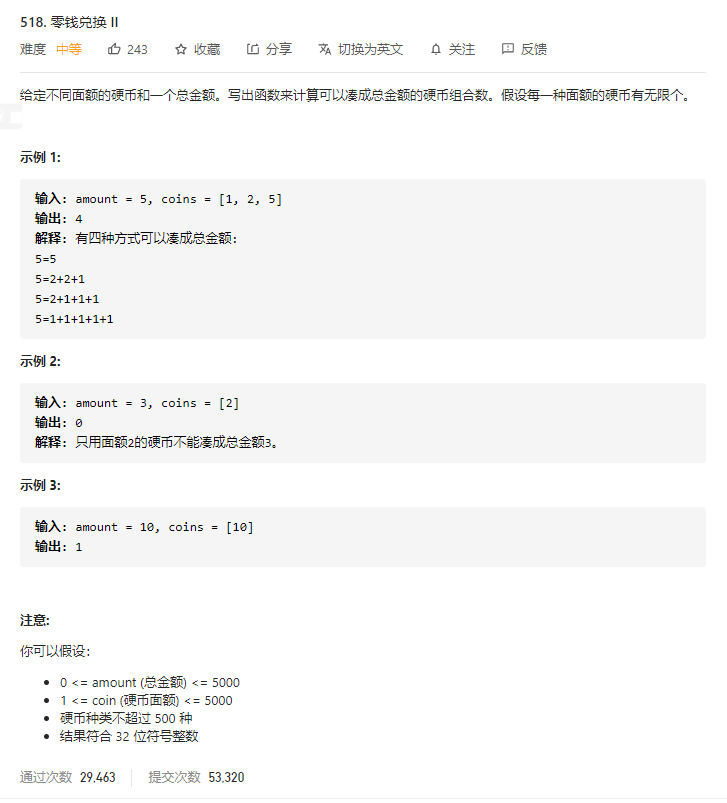 518. 零钱兑换 II
难度 中等 243 收藏 分享 切换为英文 关注 反馈
给定不同面额的硬币和一个总金额。写出函数来计算可以凑成总金额的硬币组合数。假设每一种面额的硬币有无限个。
示例 1:
输入: amount = 5, coins = [1, 2, 5]
输出: 4
解释: 有四种方式可以凑成总金额:
5=5
5=2+2+1
5=2+1+1+1
5=1+1+1+1+1
示例 2:
输入: amount = 3, coins = [2]
输出: 0
解释: 只用面额2的硬币不能凑成总金额3。
示例 3:
输入: amount = 10, coins = [10]
输出: 1
注意:
你可以假设:
0 <= amount (总金额) <= 5000
1 <= coin (硬币面额) <= 5000
硬币种类不超过 500 种
结果符合 32 位符号整数
通过次数 29,463 提交次数 53,320